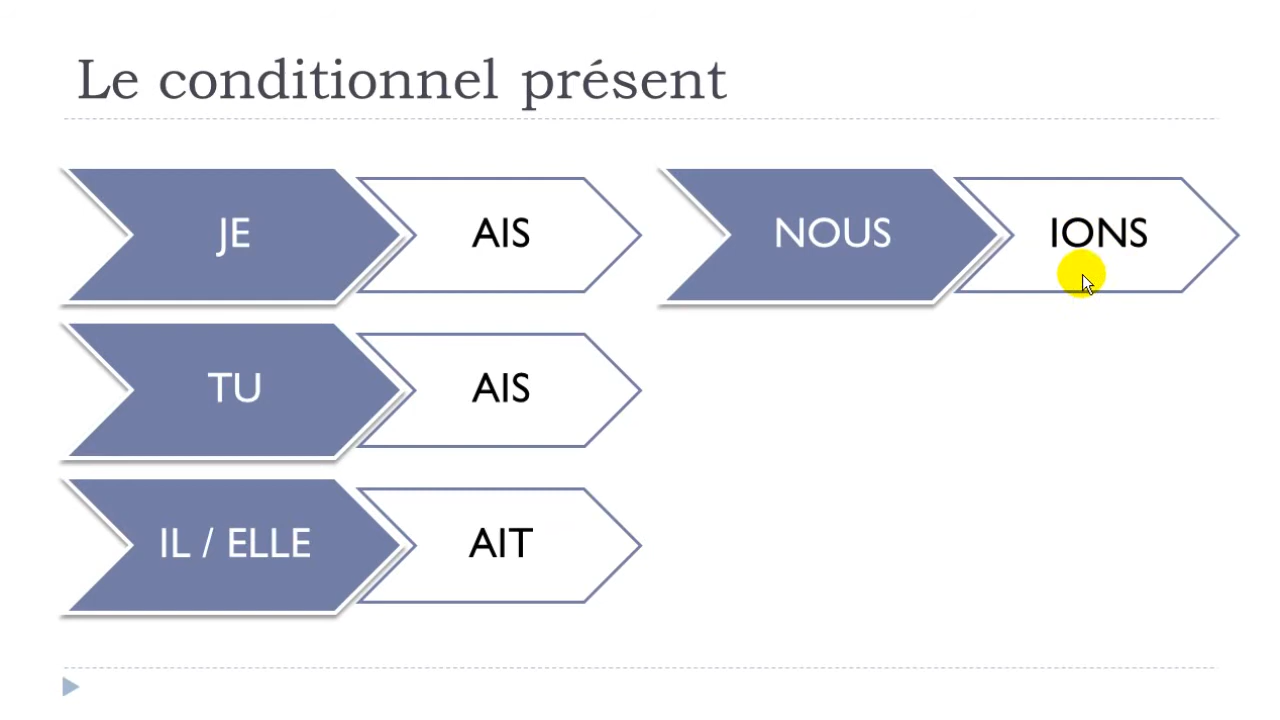 Le conditionnel présent
JE AIS
NOUS IONS
TU AIS
IL / ELLE AIT